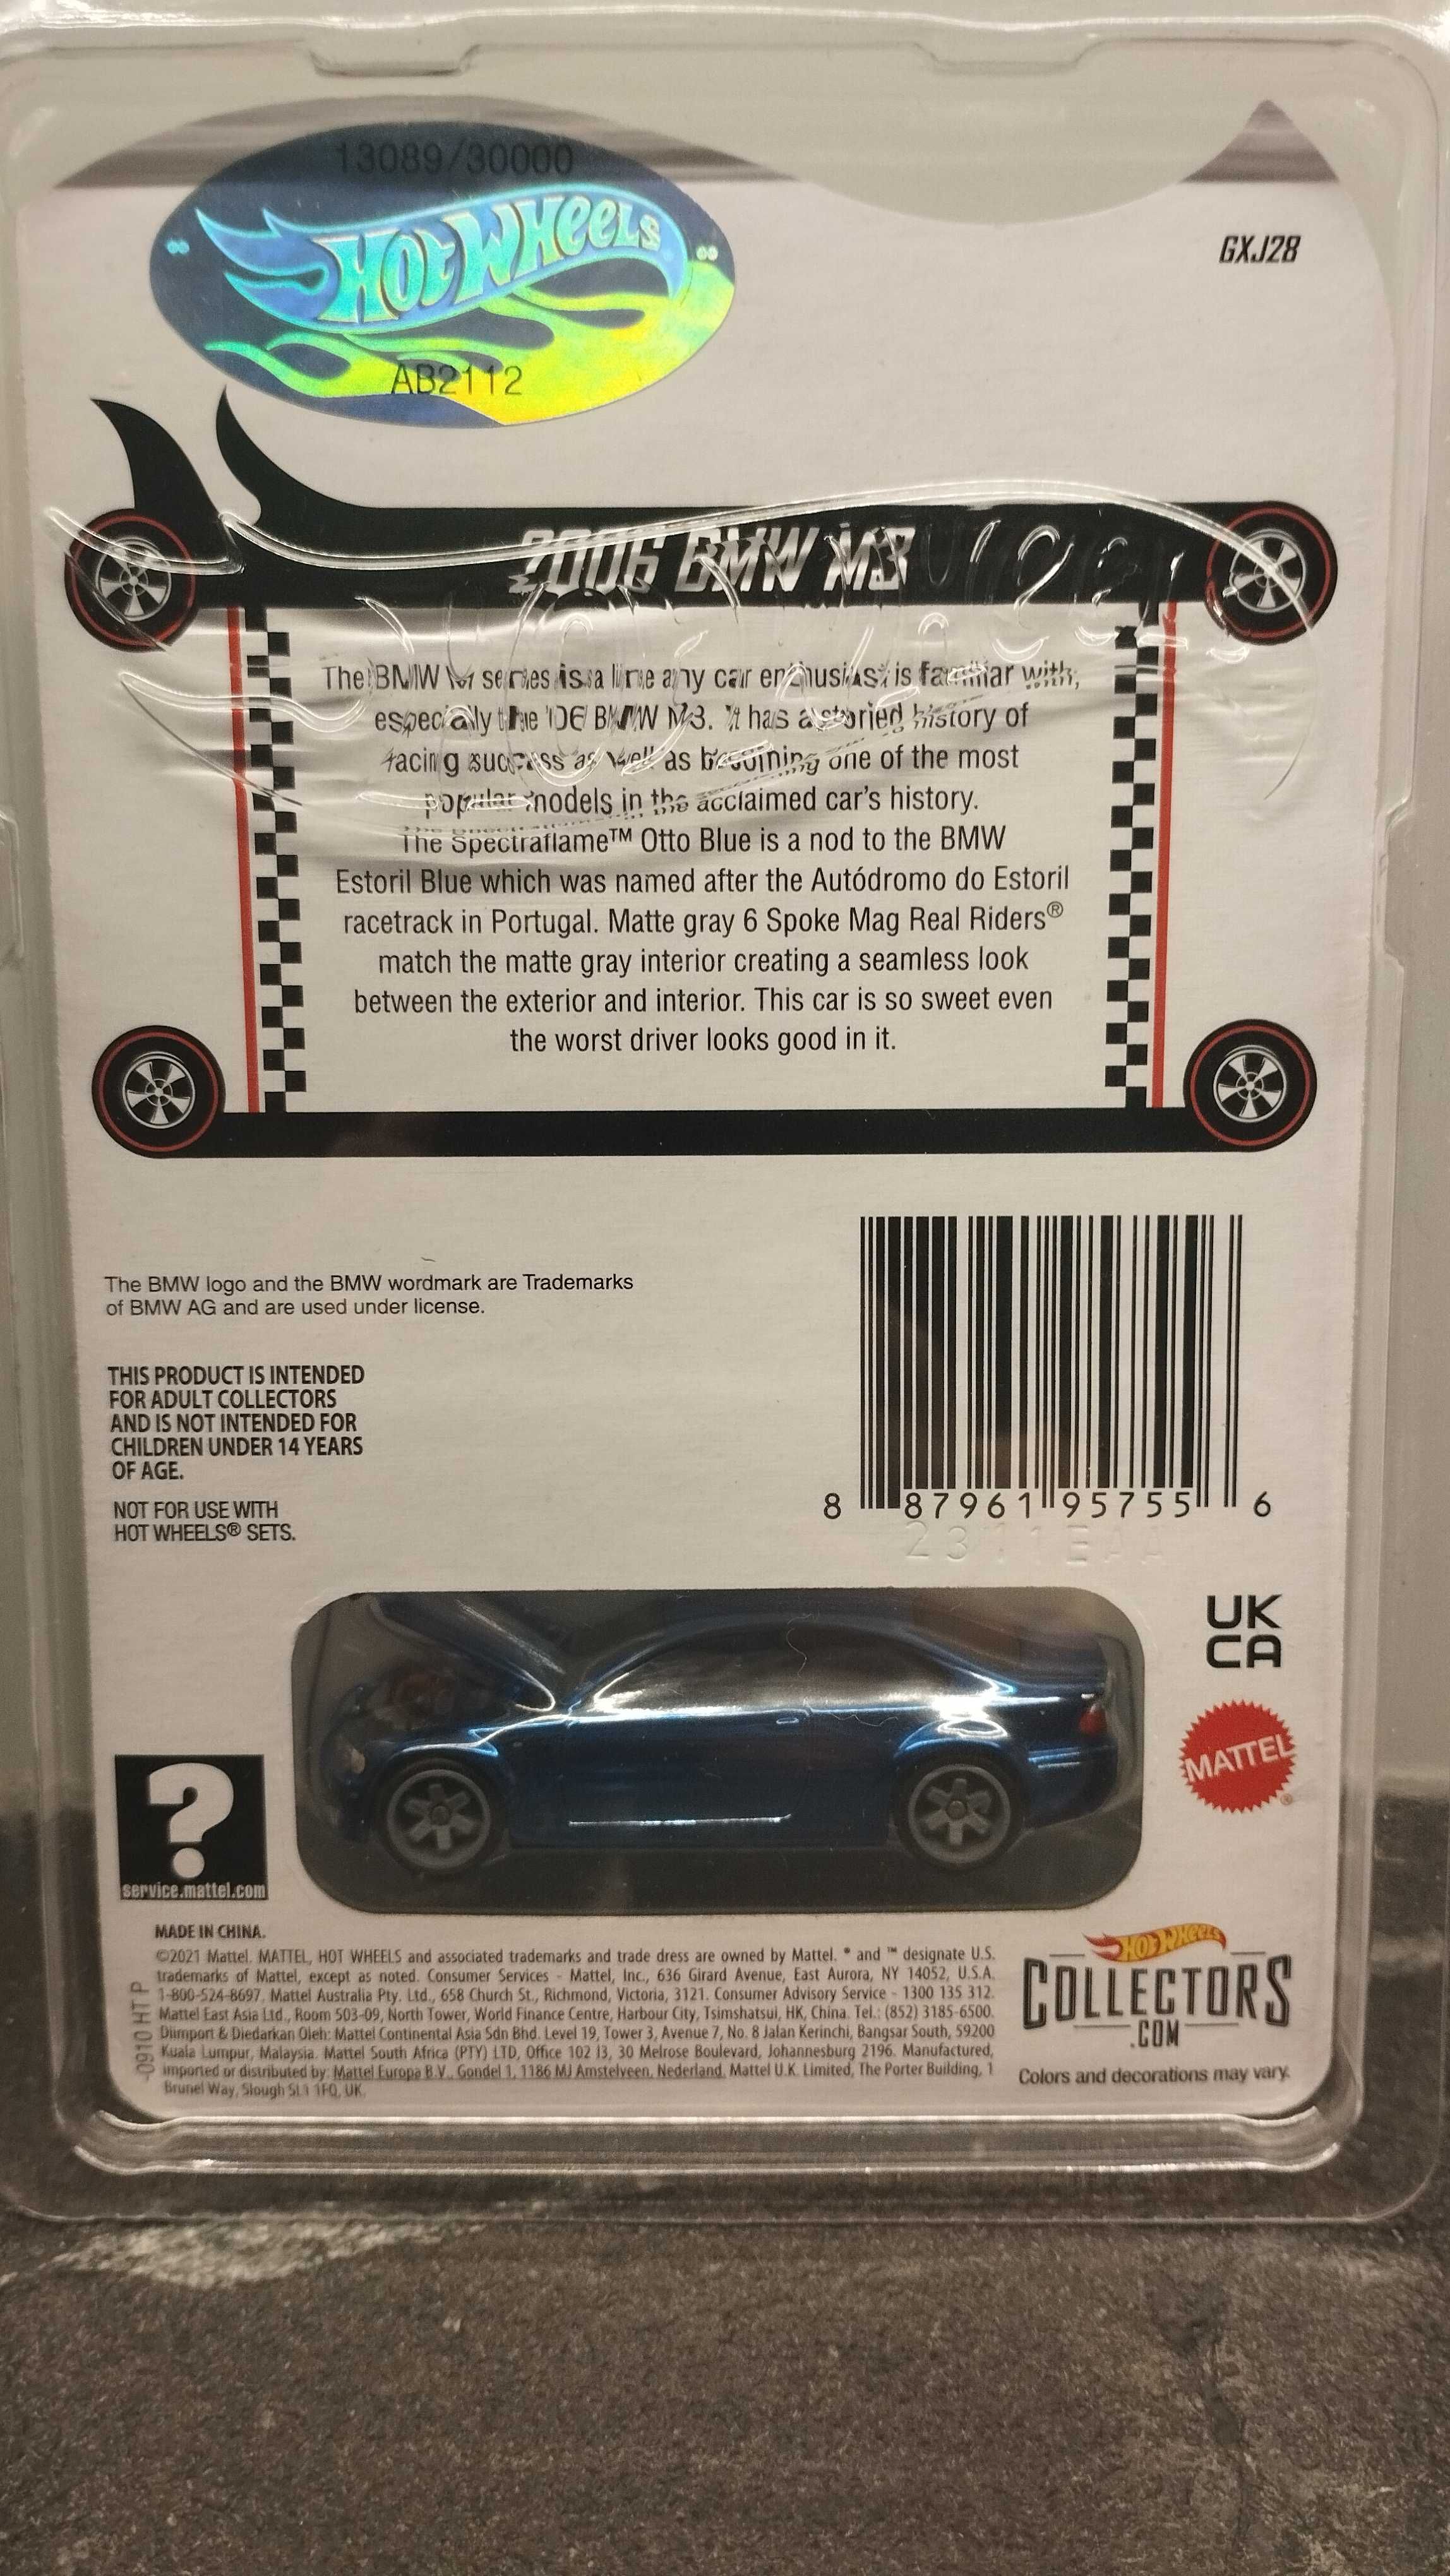 13089/30000
HOT WHEELS
AB2112
GXJ28
2006 BMW M3
The BMW M series is a line any car enthusiast is familiar with,
especially the '06 BMW M3. It has a storied history of
racing success as well as becoming one of the most
popular models in the acclaimed car's history.
The Spectraflame™ Otto Blue is a nod to the BMW
Estoril Blue which was named after the Autódromo do Estoril
racetrack in Portugal. Matte gray 6 Spoke Mag Real Riders®
match the matte gray interior creating a seamless look
between the exterior and interior. This car is so sweet even
the worst driver looks good in it.
The BMW logo and the BMW wordmark are Trademarks
of BMW AG and are used under license.
THIS PRODUCT IS INTENDED
FOR ADULT COLLECTORS
AND IS NOT INTENDED FOR
CHILDREN UNDER 14 YEARS
OF AGE.
NOT FOR USE WITH
HOT WHEELS® SETS.
8 87961 95755 6
UK
CA
MATTEL®
?
service.mattel.com
MADE IN CHINA.
©2021 Mattel. MATTEL, HOT WHEELS and associated trademarks and trade dress are owned by Mattel. ® and ™ designate U.S.
trademarks of Mattel, except as noted. Consumer Services - Mattel, Inc., 636 Girard Avenue, East Aurora, NY 14052, U.S.A.
1-800-524-8697. Mattel Australia Pty. Ltd., 658 Church St., Richmond, Victoria, 3121. Consumer Advisory Service - 1300 135 312.
Mattel East Asia Ltd., Room 503-09, North Tower, World Finance Centre, Harbour City, Tsimshatsui, HK, China. Tel.: (852) 3185-6500.
Diimport & Diedarkan Oleh: Mattel Continental Asia Sdn Bhd. Level 19, Tower 3, Avenue 7, No. 8 Jalan Kerinchi, Bangsar South, 59200
Kuala Lumpur, Malaysia. Mattel South Africa (PTY) LTD, Office 102 I3, 30 Melrose Boulevard, Johannesburg 2196. Manufactured,
imported or distributed by: Mattel Europa B.V., Gondel 1, 1186 MJ Amstelveen, Nederland. Mattel U.K. Limited, The Porter Building, 1
Brunel Way, Slough SL1 1FQ, UK.
-0910 HT P
HOT WHEELS
COLLECTORS
.COM
Colors and decorations may vary.